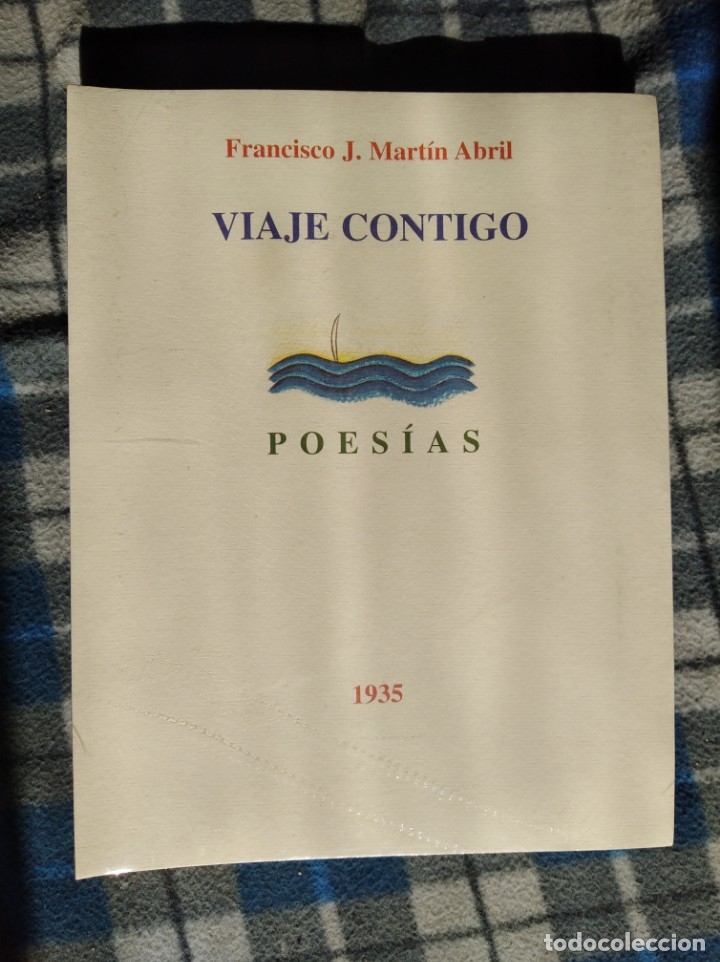 Francisco J. Martín Abril
VIAJE CONTIGO
POESÍAS
1935
todocoleccion